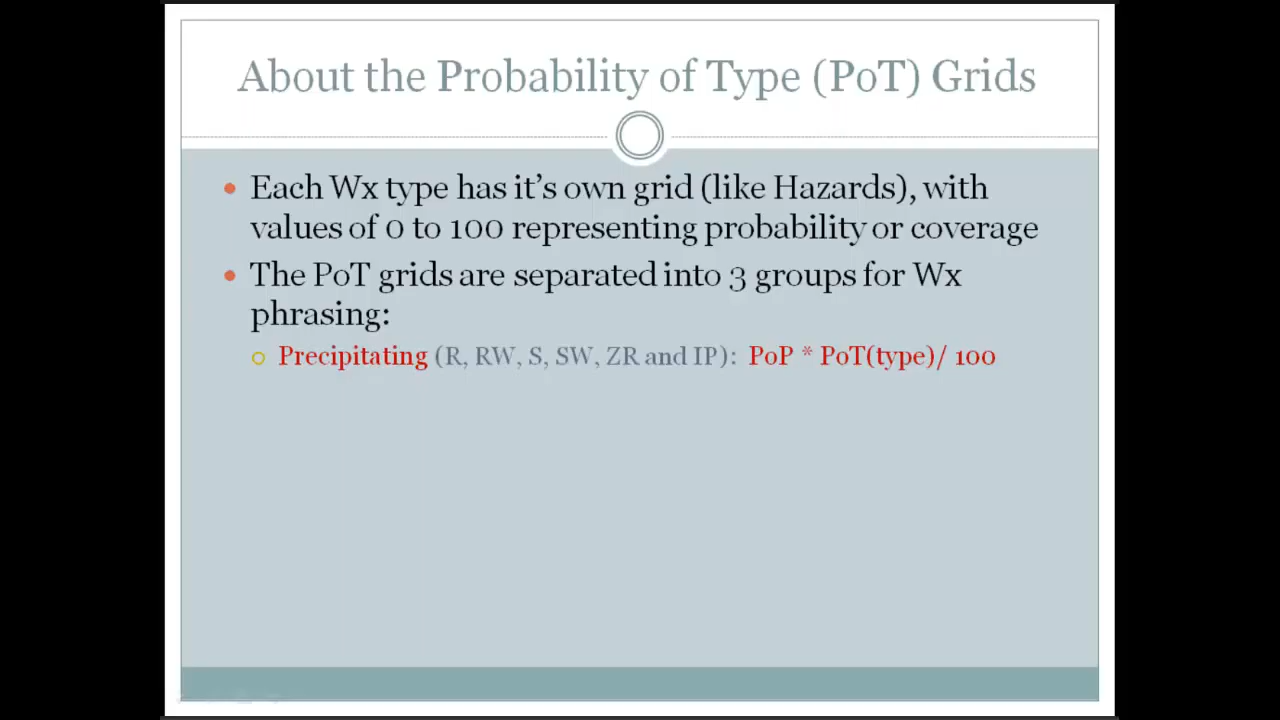 About the Probability of Type (PoT) Grids
Each Wx type has it's own grid (like Hazards), with
values of 0 to 100 representing probability or coverage
The PoT grids are separated into 3 groups for Wx
phrasing:
Precipitating (R, RW, S, SW, ZR and IP): PoP * PoT(type)/ 100